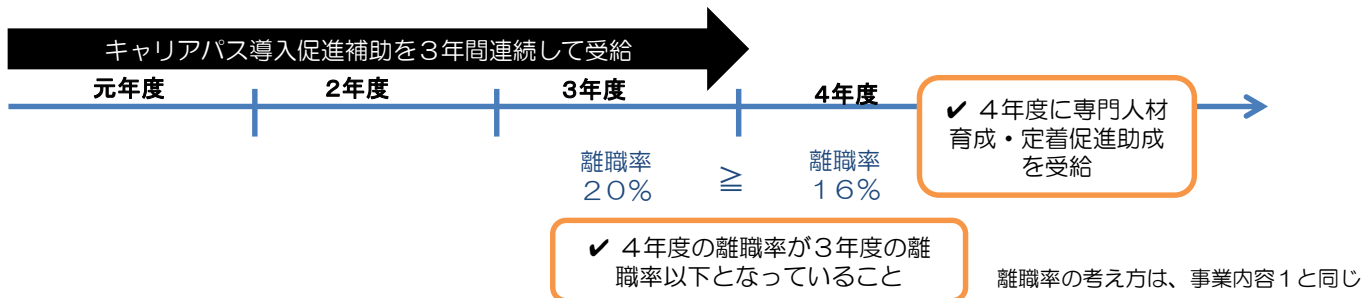 キャリアパス導入促進補助を３年間連続して受給
元年度
2年度
3年度
4年度
✔ ４年度に専門人材
育成・定着促進助成
を受給
離職率
２０％
≧
離職率
１６％
✔ ４年度の離職率が３年度の離
職率以下となっていること
離職率の考え方は、事業内容１と同じ